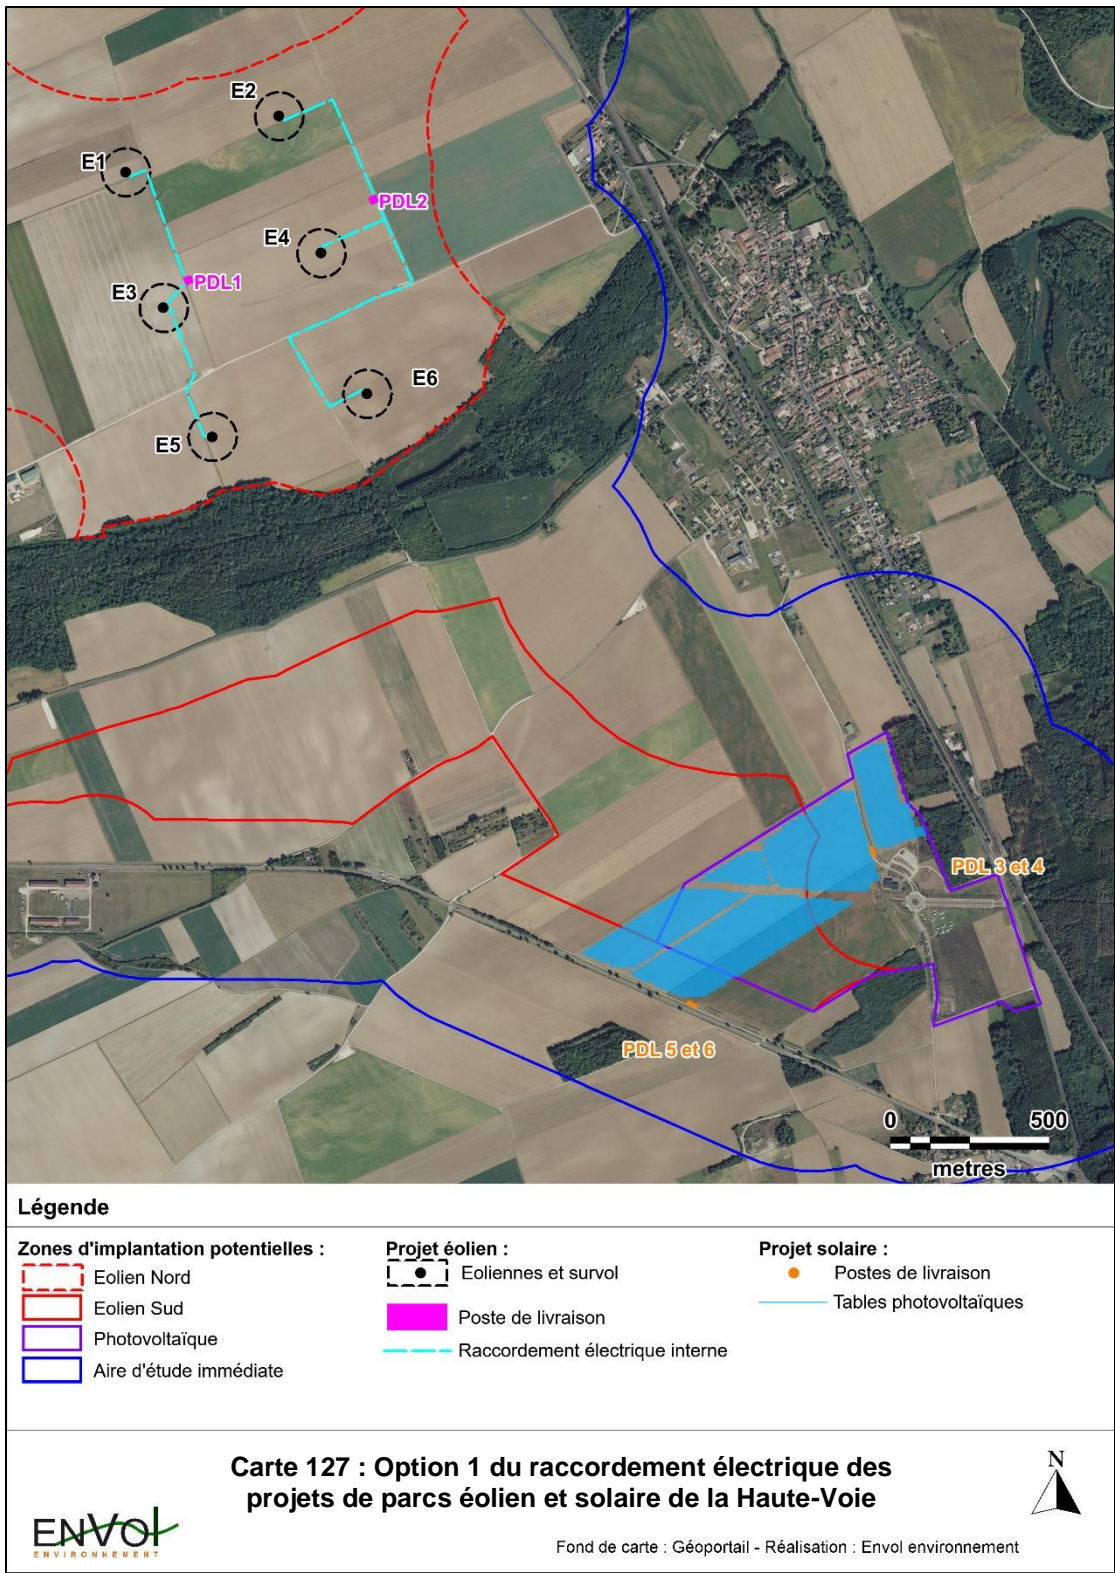 E2
E1
PDL2
E4
PDL1
E3
E6
E5
PDL 3 et 4
PDL 5 et 6
0 500
metres
Légende
Zones d'implantation potentielles :
Eolien Nord
Eolien Sud
Photovoltaïque
Aire d'étude immédiate
Projet éolien :
Eoliennes et survol
Poste de livraison
Raccordement électrique interne
Projet solaire :
Postes de livraison
Tables photovoltaïques
Carte 127 : Option 1 du raccordement électrique des
projets de parcs éolien et solaire de la Haute-Voie
N
ENVOl
ENVIRONNEMENT
Fond de carte : Géoportail - Réalisation : Envol environnement